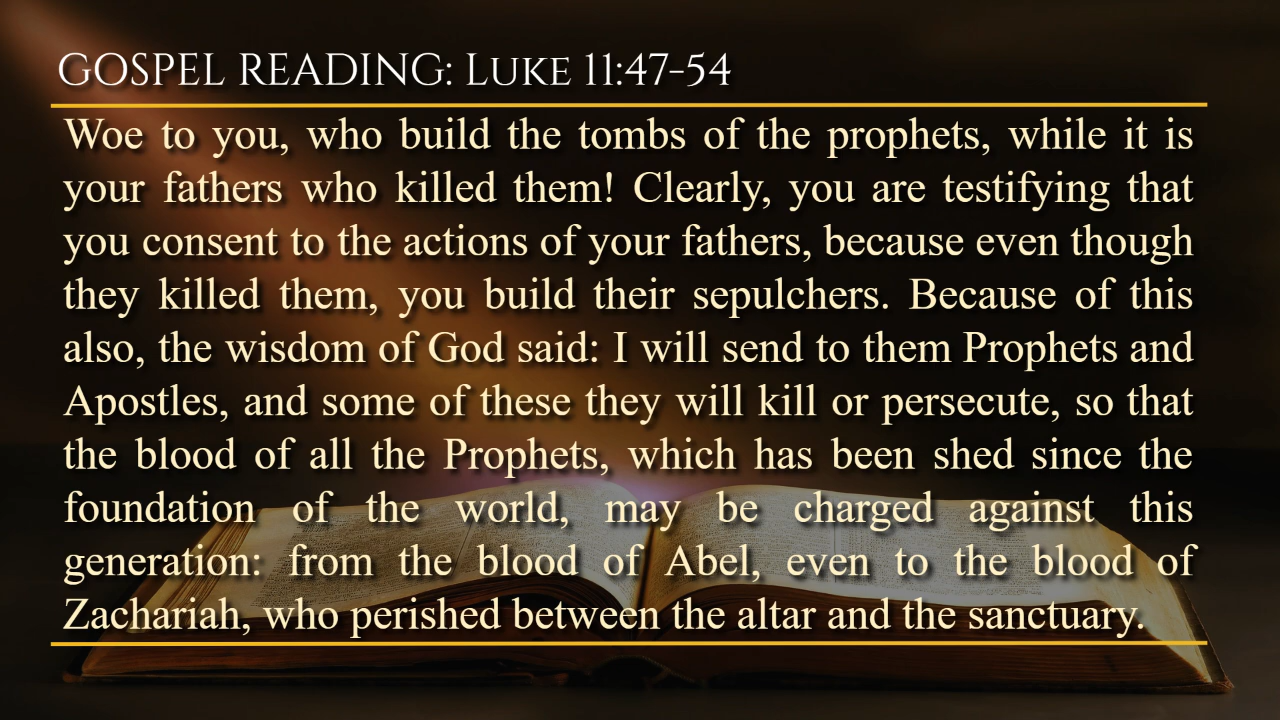 GOSPEL READING: LUKE 11:47-54
Woe to you, who build the tombs of the prophets, while it is
your fathers who killed them! Clearly, you are testifying that
you consent to the actions of your fathers, because even though
they killed them, you build their sepulchers. Because of this
also, the wisdom of God said: I will send to them Prophets and
Apostles, and some of these they will kill or persecute, so that
the blood of all the Prophets, which has been shed since the
foundation of the world, may be charged against this
generation: from the blood of Abel, even to the blood of
Zachariah, who perished between the altar and the sanctuary.